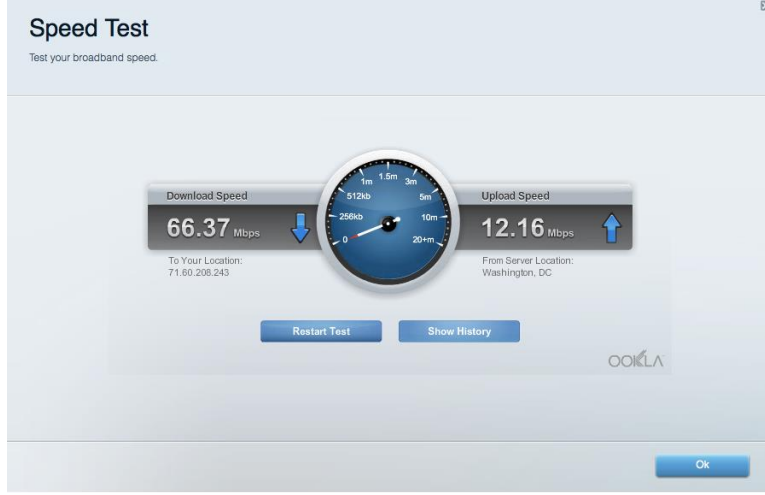 Speed Test
Test your broadband speed.
Download Speed
66.37 Mbps
To Your Location:
71.60.208.243
0
256kb
512kb
1m
1.5m
3m
5m
10m
20+m
Upload Speed
12.16 Mbps
From Server Location:
Washington, DC
Restart Test
Show History
OOKLA
Ok